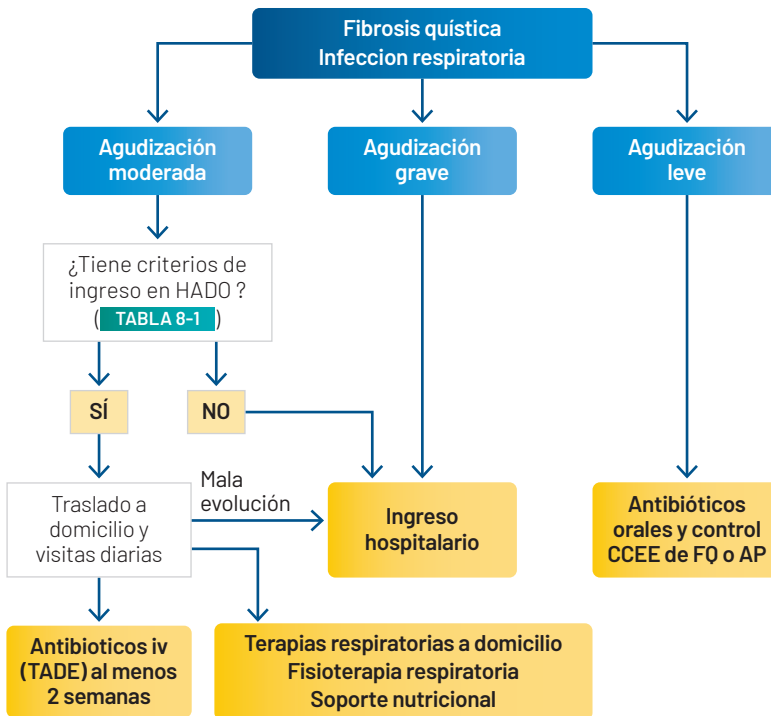 Fibrosis quística
Infeccion respiratoria
Agudización
moderada
Agudización
grave
Agudización
leve
¿Tiene criterios de
ingreso en HADO ?
( TABLA 8-1 )
SÍ
NO
Traslado a
domicilio y
visitas diarias
Mala
evolución
Ingreso
hospitalario
Antibióticos
orales y control
CCEE de FQ o AP
Antibioticos iv
(TADE) al menos
2 semanas
Terapias respiratorias a domicilio
Fisioterapia respiratoria
Soporte nutricional